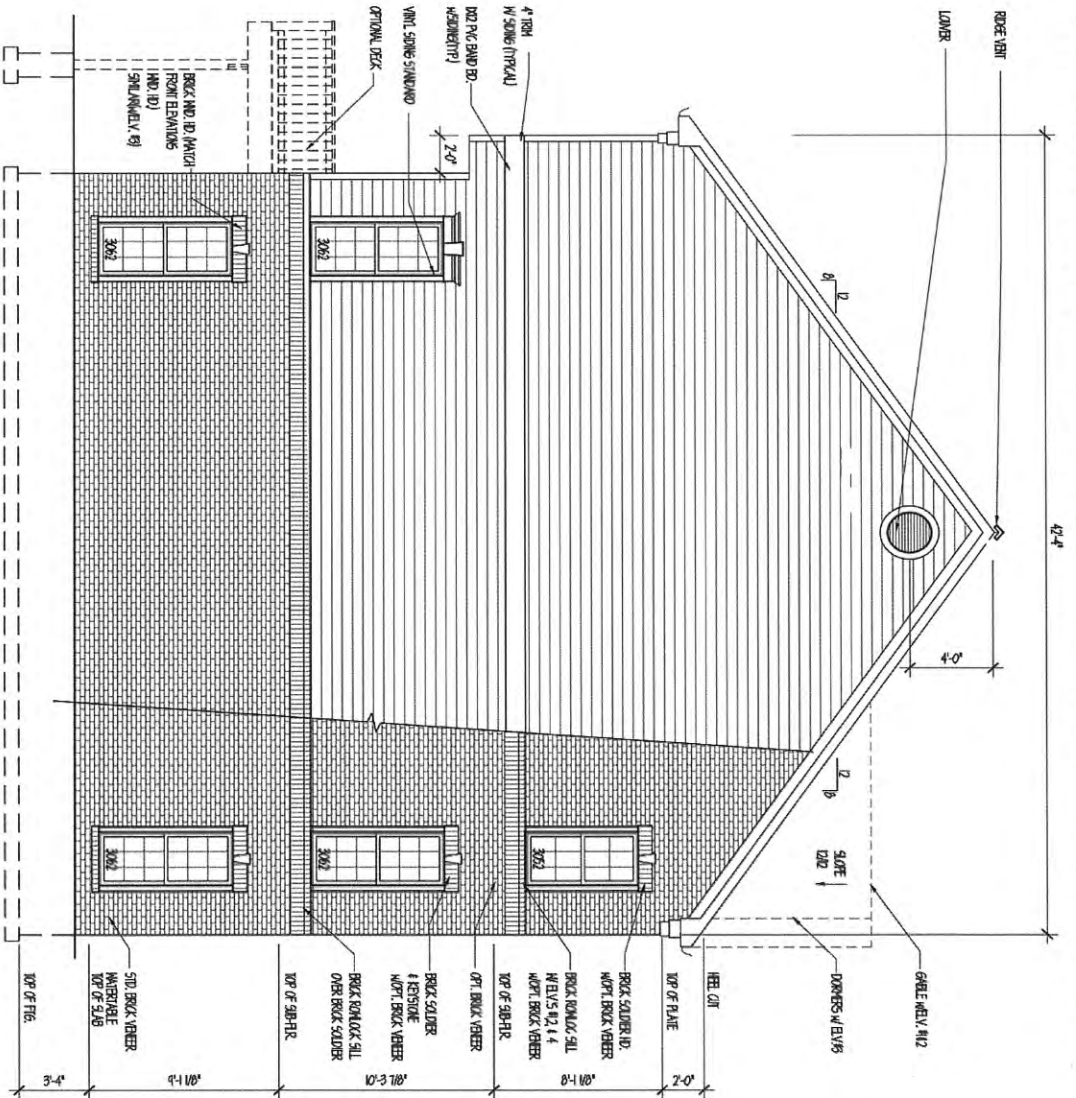 RIDGE VENT
LOUVER
4" TRIM
W/ SIDING (TYPICAL)
1X12 PVC BAND BD.
W/SIDING(TYP.)
VINYL SIDING STANDARD
OPTIONAL DECK
BRICK WND. HD. (MATCH
FRONT ELEVATIONS
WND. HD)
SIMILAR W/ELV. #3)
42'-4"
4'-0"
2'-0"
12
8
12
8
SLOPE
12/12
GABLE W/ELV. #1&2
DORMERS W/ ELV.#3
HEEL CUT
TOP OF PLATE
BRICK SOLDIER HD.
W/OPT. BRICK VENEER
BRICK ROWLOC SILL
W/ ELV.S #1,2 & 4
W/OPT. BRICK VENEER
TOP OF SUB-FLR.
OPT. BRICK VENEER
BRICK SOLDIER
& KEYSTONE
W/OPT. BRICK VENEER
BRICK ROWLOCK SILL
OVER BRICK SOLDIER
TOP OF SUB-FLR.
STD. BRICK VENEER
WATERTABLE
TOP OF SLAB
TOP OF FTG.
3062
3062
3052
3062
3062
2'-0"
8'-1 1/8"
10'-3 7/8"
9'-1 1/8"
3'-4"